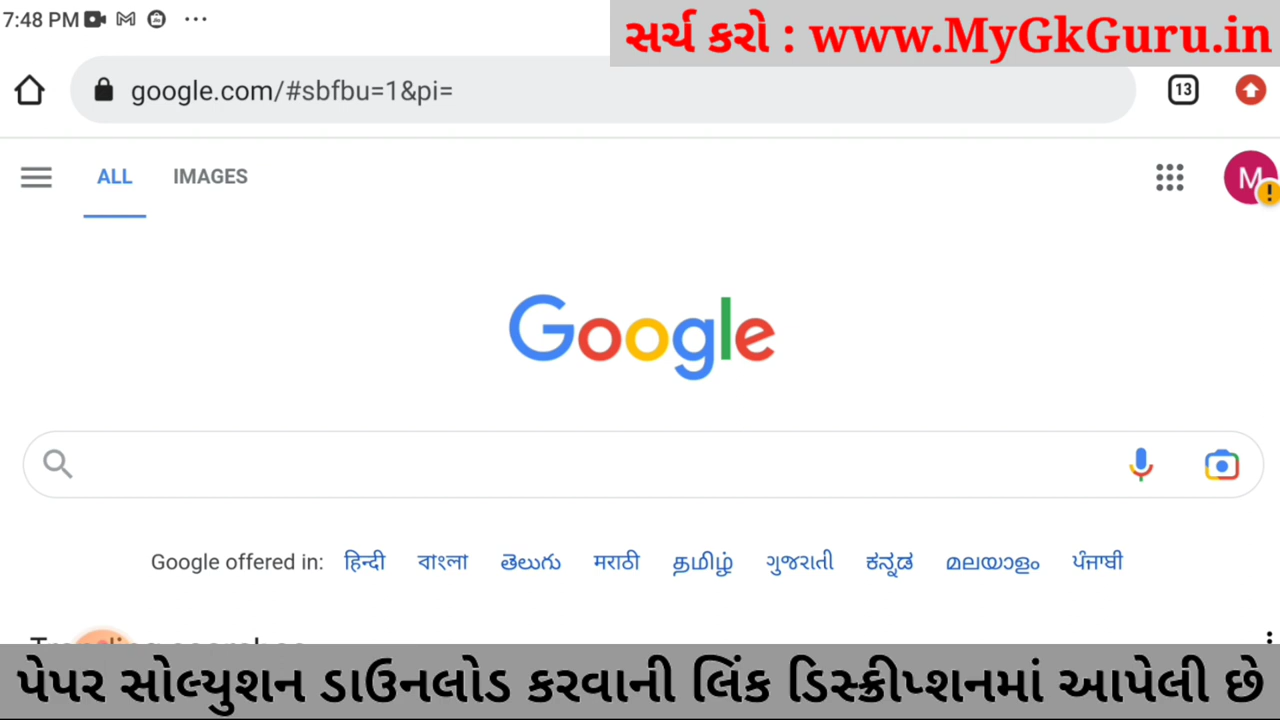 7:48 PM
સર્ચ કરો : www.MyGkGuru.in
google.com/#sbfbu=1&pi=
13
ALL IMAGES
M
Google
Google offered in: हिन्दी বাংলা తెలుగు मराठी தமிழ் ગુજરાતી ಕನ್ನಡ മലയാളം ਪੰਜਾਬੀ
પેપર સોલ્યુશન ડાઉનલોડ કરવાની લિંક ડિસ્ક્રીપ્શનમાં આપેલી છે